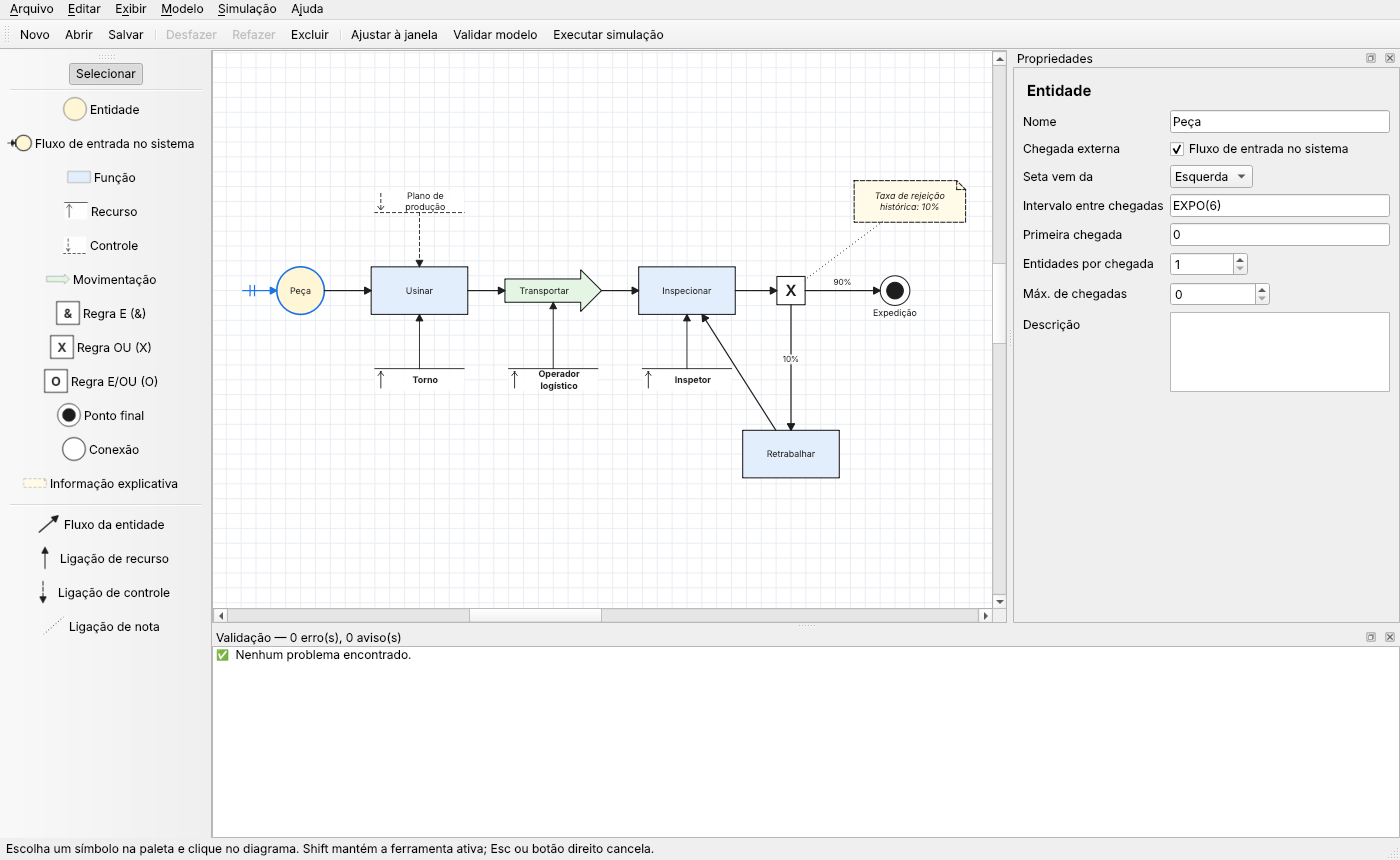 Arquivo Editar Exibir Modelo Simulação Ajuda
Novo Abrir Salvar Desfazer Refazer Excluir Ajustar à janela Validar modelo Executar simulação
Selecionar
Entidade
Fluxo de entrada no sistema
Função
Recurso
Controle
Movimentação
& Regra E (&)
X Regra OU (X)
O Regra E/OU (O)
Ponto final
Conexão
Informação explicativa
Fluxo da entidade
Ligação de recurso
Ligação de controle
Ligação de nota
Plano de
produção
Taxa de rejeição
histórica: 10%
Peça
Usinar
Transportar
Inspecionar
X
90%
Expedição
Torno
Operador
logístico
Inspetor
10%
Retrabalhar
Propriedades
Entidade
Nome Peça
Chegada externa Fluxo de entrada no sistema
Seta vem da Esquerda
Intervalo entre chegadas EXPO(6)
Primeira chegada 0
Entidades por chegada 1
Máx. de chegadas 0
Descrição
Validação — 0 erro(s), 0 aviso(s)
✅ Nenhum problema encontrado.
Escolha um símbolo na paleta e clique no diagrama. Shift mantém a ferramenta ativa; Esc ou botão direito cancela.